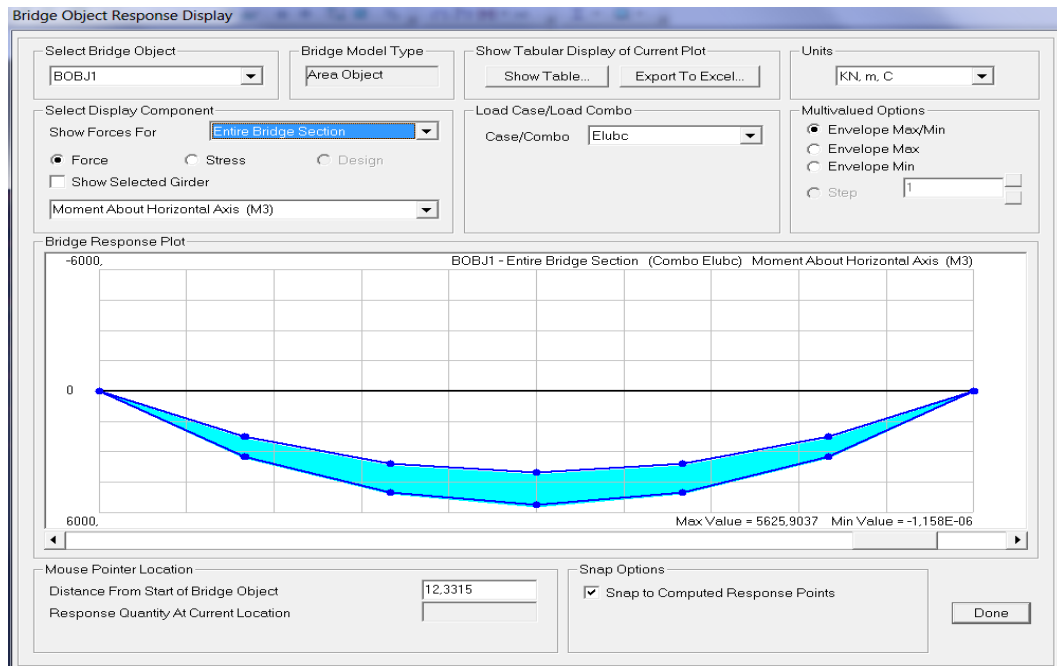 Bridge Object Response Display
Select Bridge Object
BOBJ1
Bridge Model Type
Area Object
Show Tabular Display of Current Plot
Show Table...
Export To Excel...
Units
KN, m, C
Select Display Component
Show Forces For
Entire Bridge Section
Force
Stress
Design
Show Selected Girder
Moment About Horizontal Axis (M3)
Load Case/Load Combo
Case/Combo
Elubc
Multivalued Options
Envelope Max/Min
Envelope Max
Envelope Min
Step
1
Bridge Response Plot
-6000,
BOBJ1 - Entire Bridge Section (Combo Elubc) Moment About Horizontal Axis (M3)
0
6000,
Max Value = 5625,9037 Min Value = -1,158E-06
Mouse Pointer Location
Distance From Start of Bridge Object
12,3315
Response Quantity At Current Location
Snap Options
Snap to Computed Response Points
Done